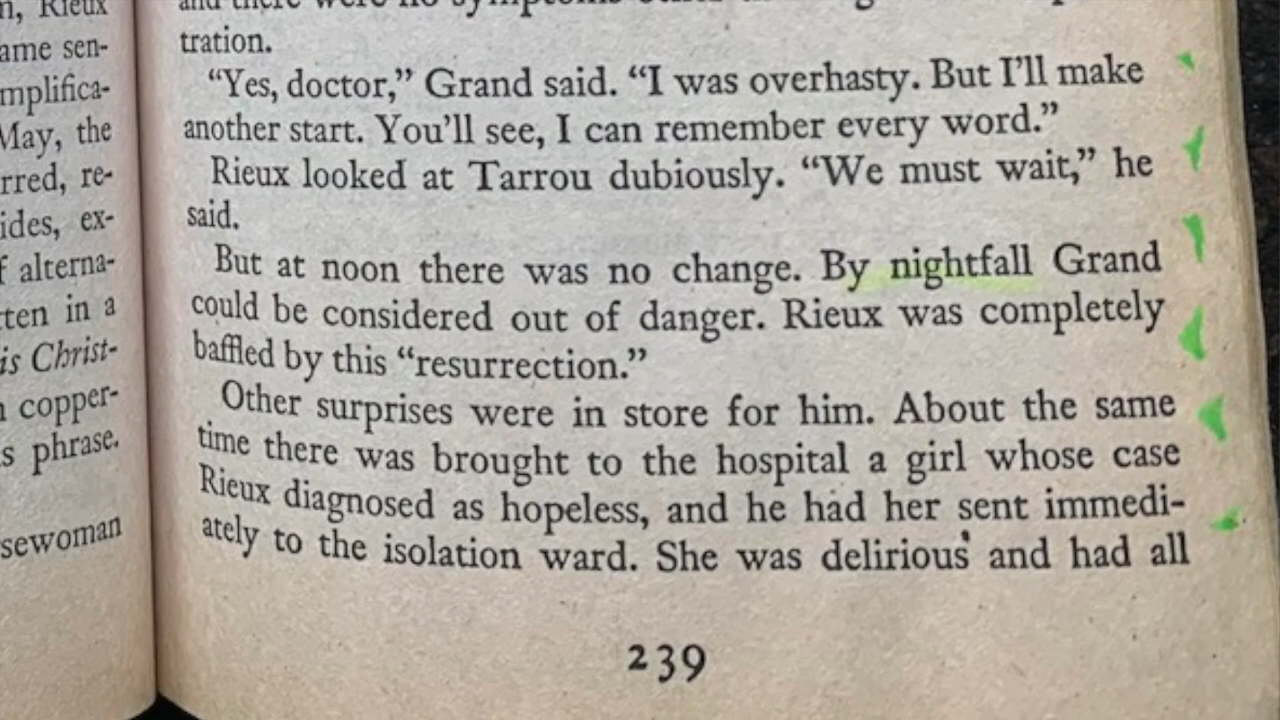 n, Rieux
ame sen-
mplifica-
May, the
rred, re-
ides, ex-
f alterna-
ten in a
is Christ-
copper-
s phrase.
sewoman
and there were no symptoms
tration.
“Yes, doctor,” Grand said. “I was overhasty. But I’ll make
another start. You’ll see, I can remember every word.”
Rieux looked at Tarrou dubiously. “We must wait,” he
said.
But at noon there was no change. By nightfall Grand
could be considered out of danger. Rieux was completely
baffled by this “resurrection.”
Other surprises were in store for him. About the same
time there was brought to the hospital a girl whose case
Rieux diagnosed as hopeless, and he had her sent immedi-
ately to the isolation ward. She was delirious and had all
239